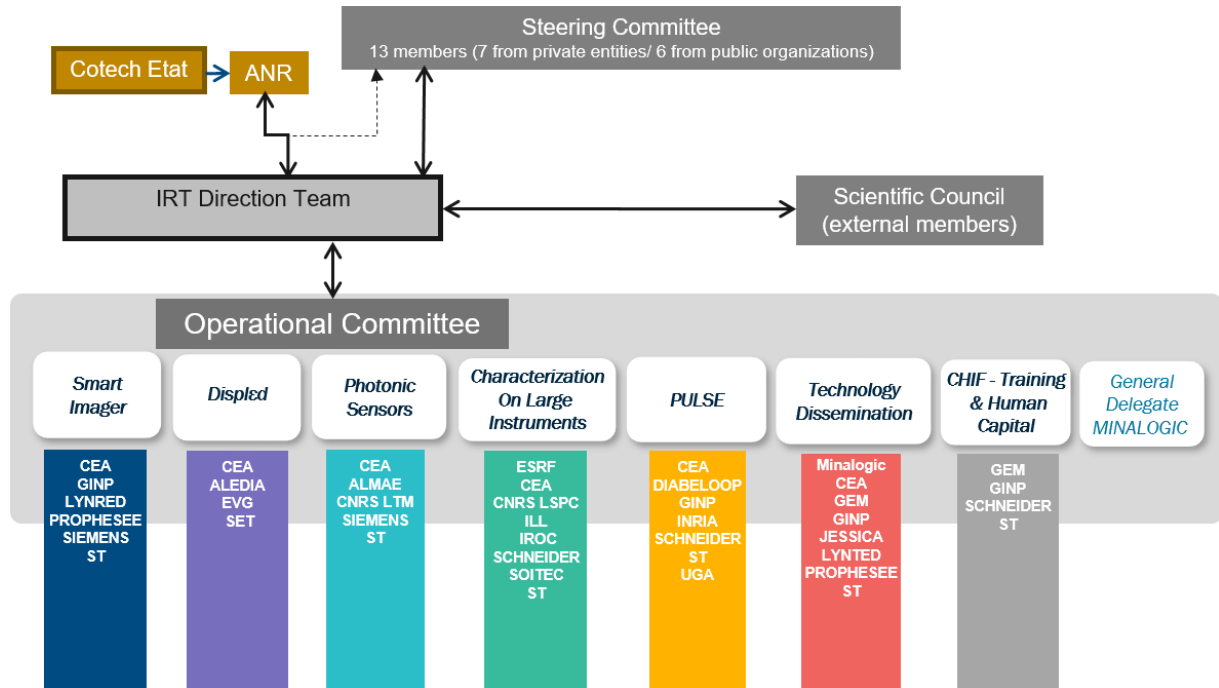 Steering Committee
13 members (7 from private entities/ 6 from public organizations)
Cotech Etat
ANR
IRT Direction Team
Scientific Council
(external members)
Operational Committee
Smart
Imager
Displεd
Photonic
Sensors
Characterization
On Large
Instruments
PULSE
Technology
Dissemination
CHIF - Training
& Human
Capital
General
Delegate
MINALOGIC
CEA
GINP
LYNRED
PROPHESEE
SIEMENS
ST
CEA
ALEDIA
EVG
SET
CEA
ALMAE
CNRS LTM
SIEMENS
ST
ESRF
CEA
CNRS LSPC
ILL
IROC
SCHNEIDER
SOITEC
ST
CEA
DIABELOOP
GINP
INRIA
SCHNEIDER
ST
UGA
Minalogic
CEA
GEM
GINP
JESSICA
LYNTED
PROPHESEE
ST
GEM
GINP
SCHNEIDER
ST